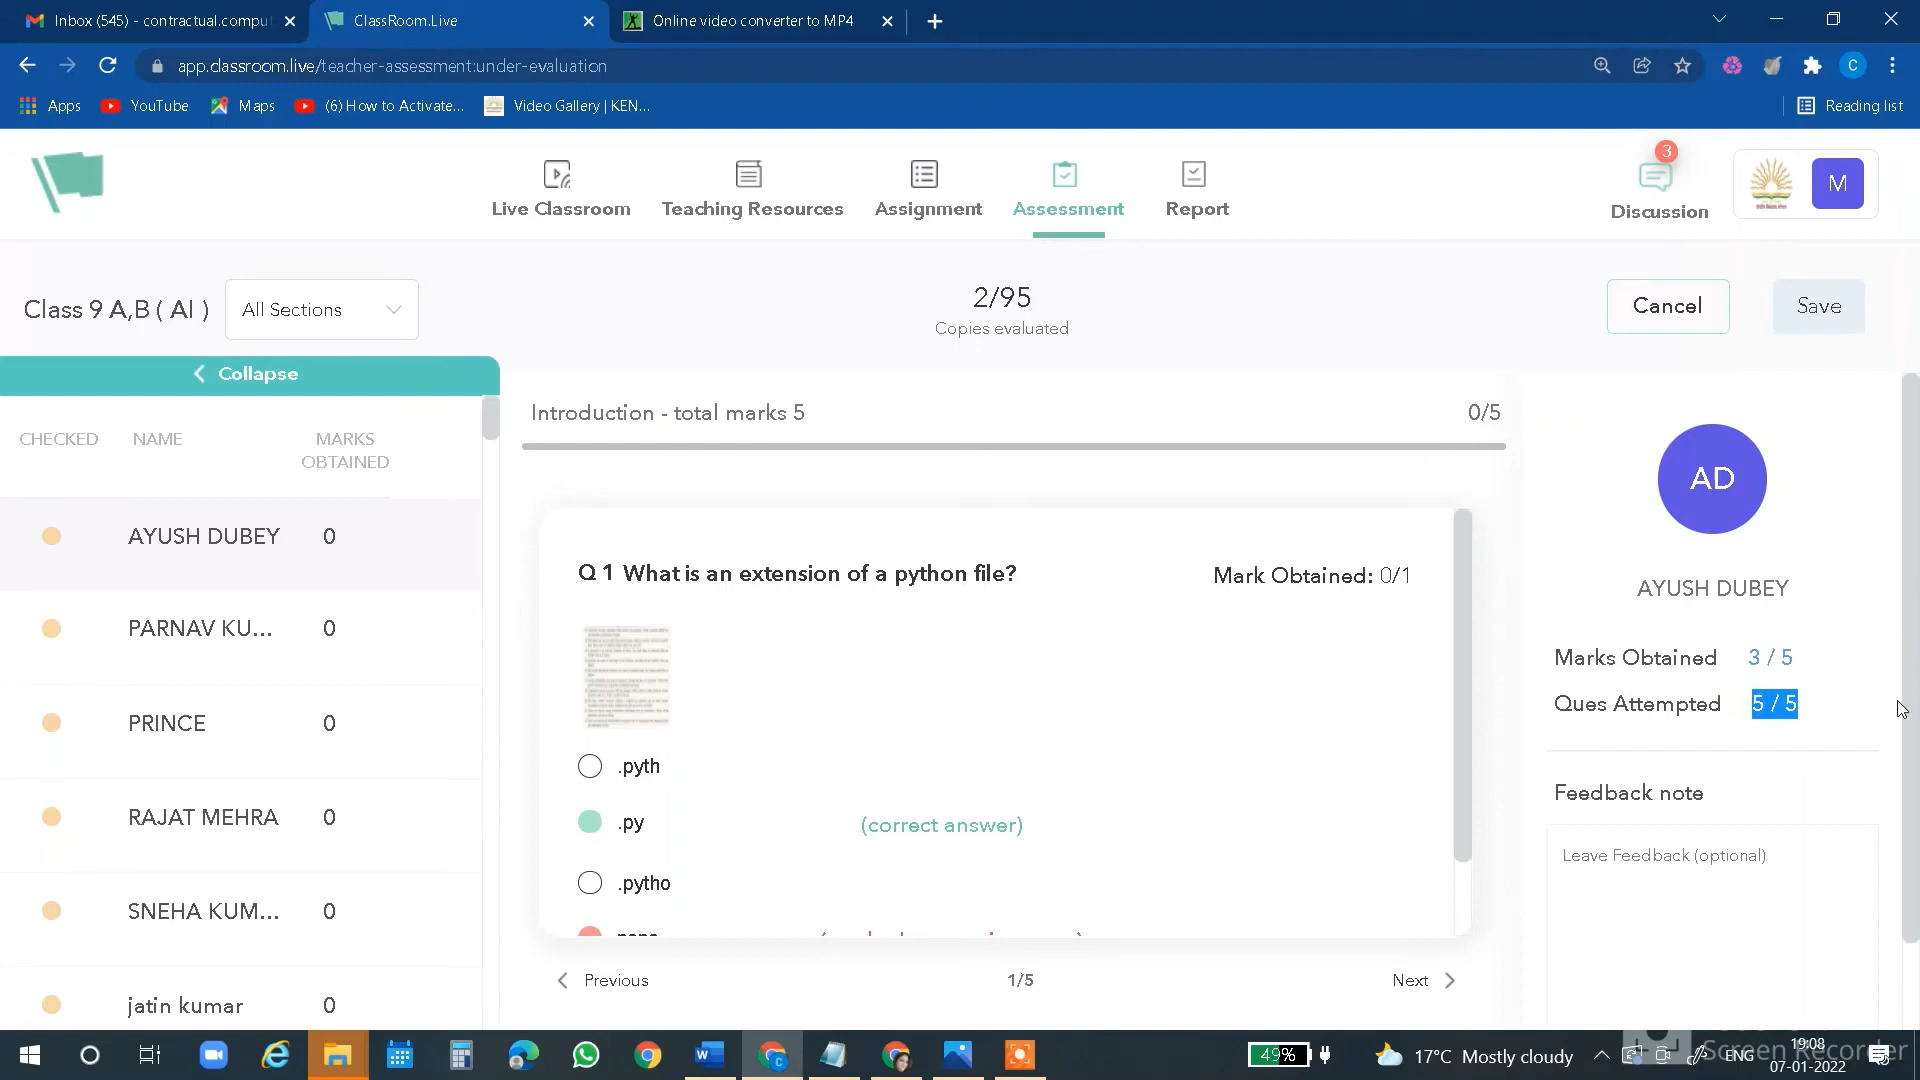 Inbox (545) - contractual.compu
ClassRoom.Live
Online video converter to MP4
app.classroom.live/teacher-assessment:under-evaluation
C
Apps
YouTube
Maps
(6) How to Activate...
Video Gallery | KEN...
Reading list
Live Classroom
Teaching Resources
Assignment
Assessment
Report
3
Discussion
M
Class 9 A,B ( AI )
All Sections
2/95
Copies evaluated
Cancel
Save
Collapse
CHECKED
NAME
MARKS
OBTAINED
AYUSH DUBEY 0
PARNAV KU... 0
PRINCE 0
RAJAT MEHRA 0
SNEHA KUM... 0
jatin kumar 0
Introduction - total marks 5
0/5
Q 1 What is an extension of a python file?
Mark Obtained: 0/1
.pyth
.py
(correct answer)
.pytho
Previous
1/5
Next
AD
AYUSH DUBEY
Marks Obtained 3 / 5
Ques Attempted 5 / 5
Feedback note
Leave Feedback (optional)
49%
17°C Mostly cloudy
ENG
19:08
07-01-2022
Screen Recorder